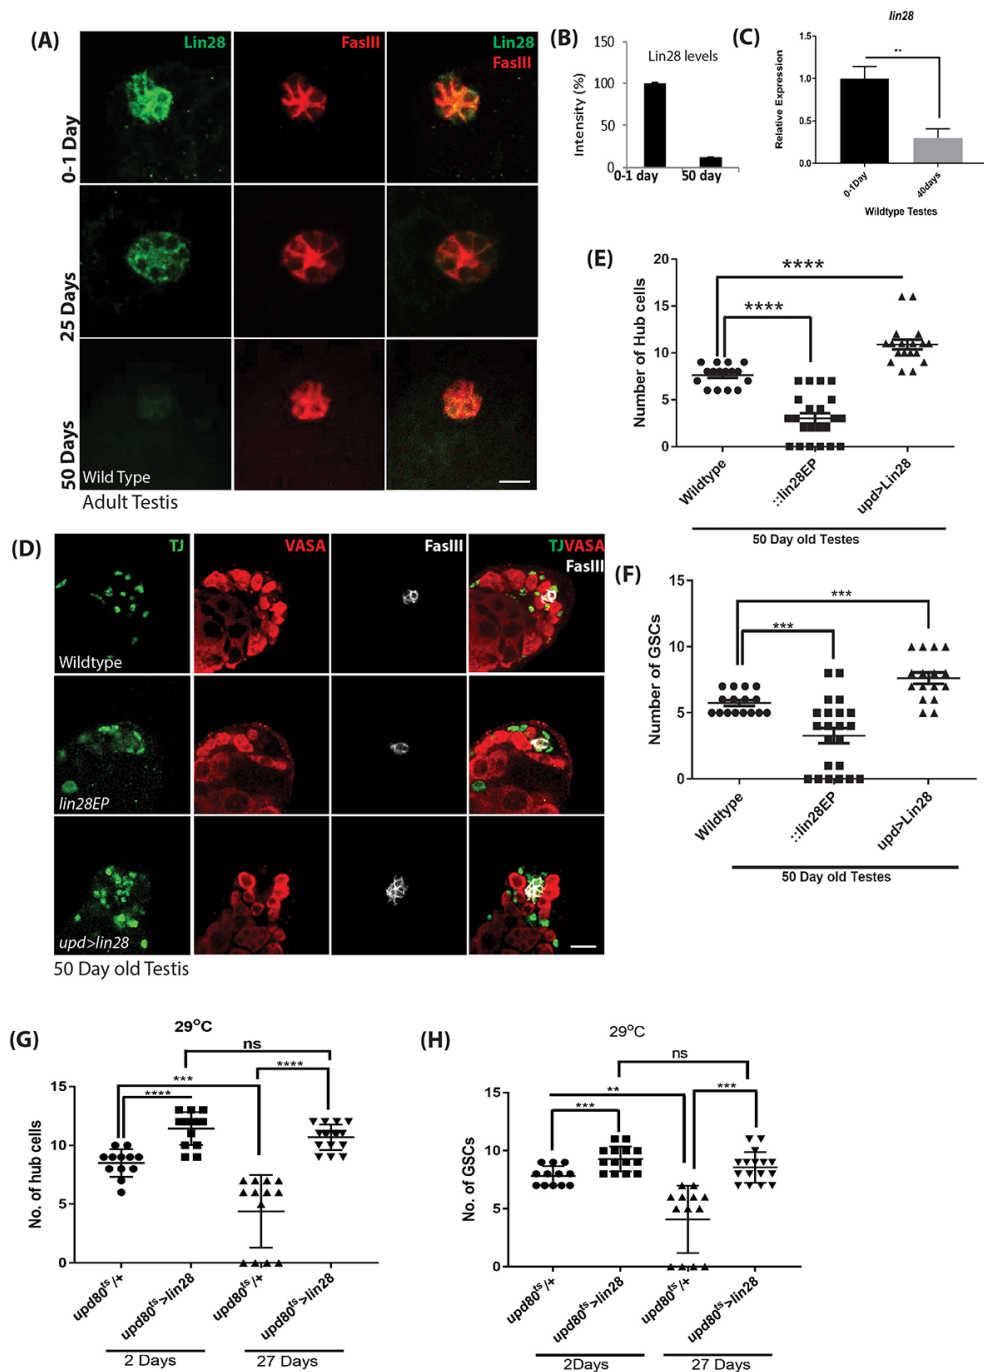 (A)
Lin28
FasIII
Lin28
FasIII
0-1 Day
25 Days
50 Days
Wild Type
Adult Testis
(B)
Lin28 levels
Intensity (%)
150
100
50
0
0-1 day
50 day
(C)
lin28
Relative Expression
1.5
1.0
0.5
0.0
**
0-1Day
40days
Wildtype Testes
(D)
TJ
VASA
FasIII
TJVASA
FasIII
Wildtype
lin28EP
upd>lin28
50 Day old Testis
(E)
Number of Hub cells
20
15
10
5
0
****
****
Wildtype
::lin28EP
upd>Lin28
50 Day old Testes
(F)
Number of GSCs
15
10
5
0
***
***
Wildtype
::lin28EP
upd>Lin28
50 Day old Testes
(G)
29°C
No. of hub cells
15
10
5
0
ns
***
****
****
upd80ts/+
upd80ts>lin28
upd80ts/+
upd80ts>lin28
2 Days
27 Days
(H)
29°C
No. of GSCs
15
10
5
0
ns
**
***
***
upd80ts/+
upd80ts>lin28
upd80ts/+
upd80ts>lin28
2Days
27 Days